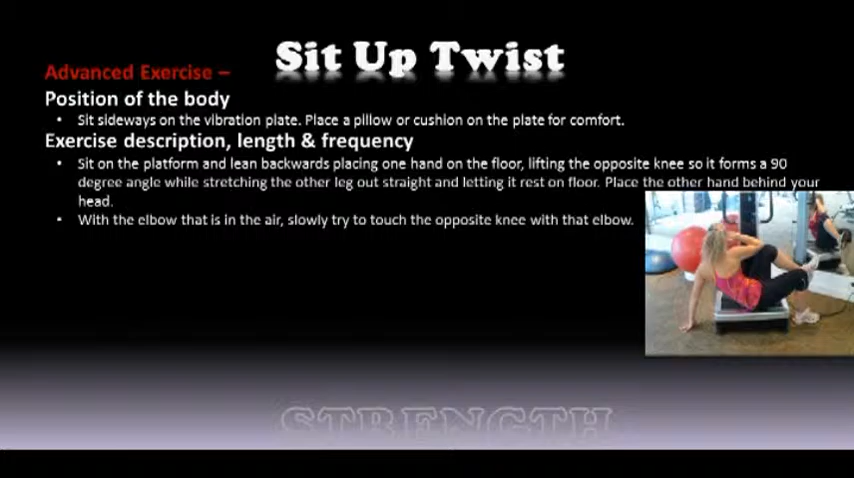 Sit Up Twist
Advanced Exercise –
Position of the body
• Sit sideways on the vibration plate. Place a pillow or cushion on the plate for comfort.
Exercise description, length & frequency
• Sit on the platform and lean backwards placing one hand on the floor, lifting the opposite knee so it forms a 90
degree angle while stretching the other leg out straight and letting it rest on floor. Place the other hand behind your
head.
• With the elbow that is in the air, slowly try to touch the opposite knee with that elbow.
STRENGTH